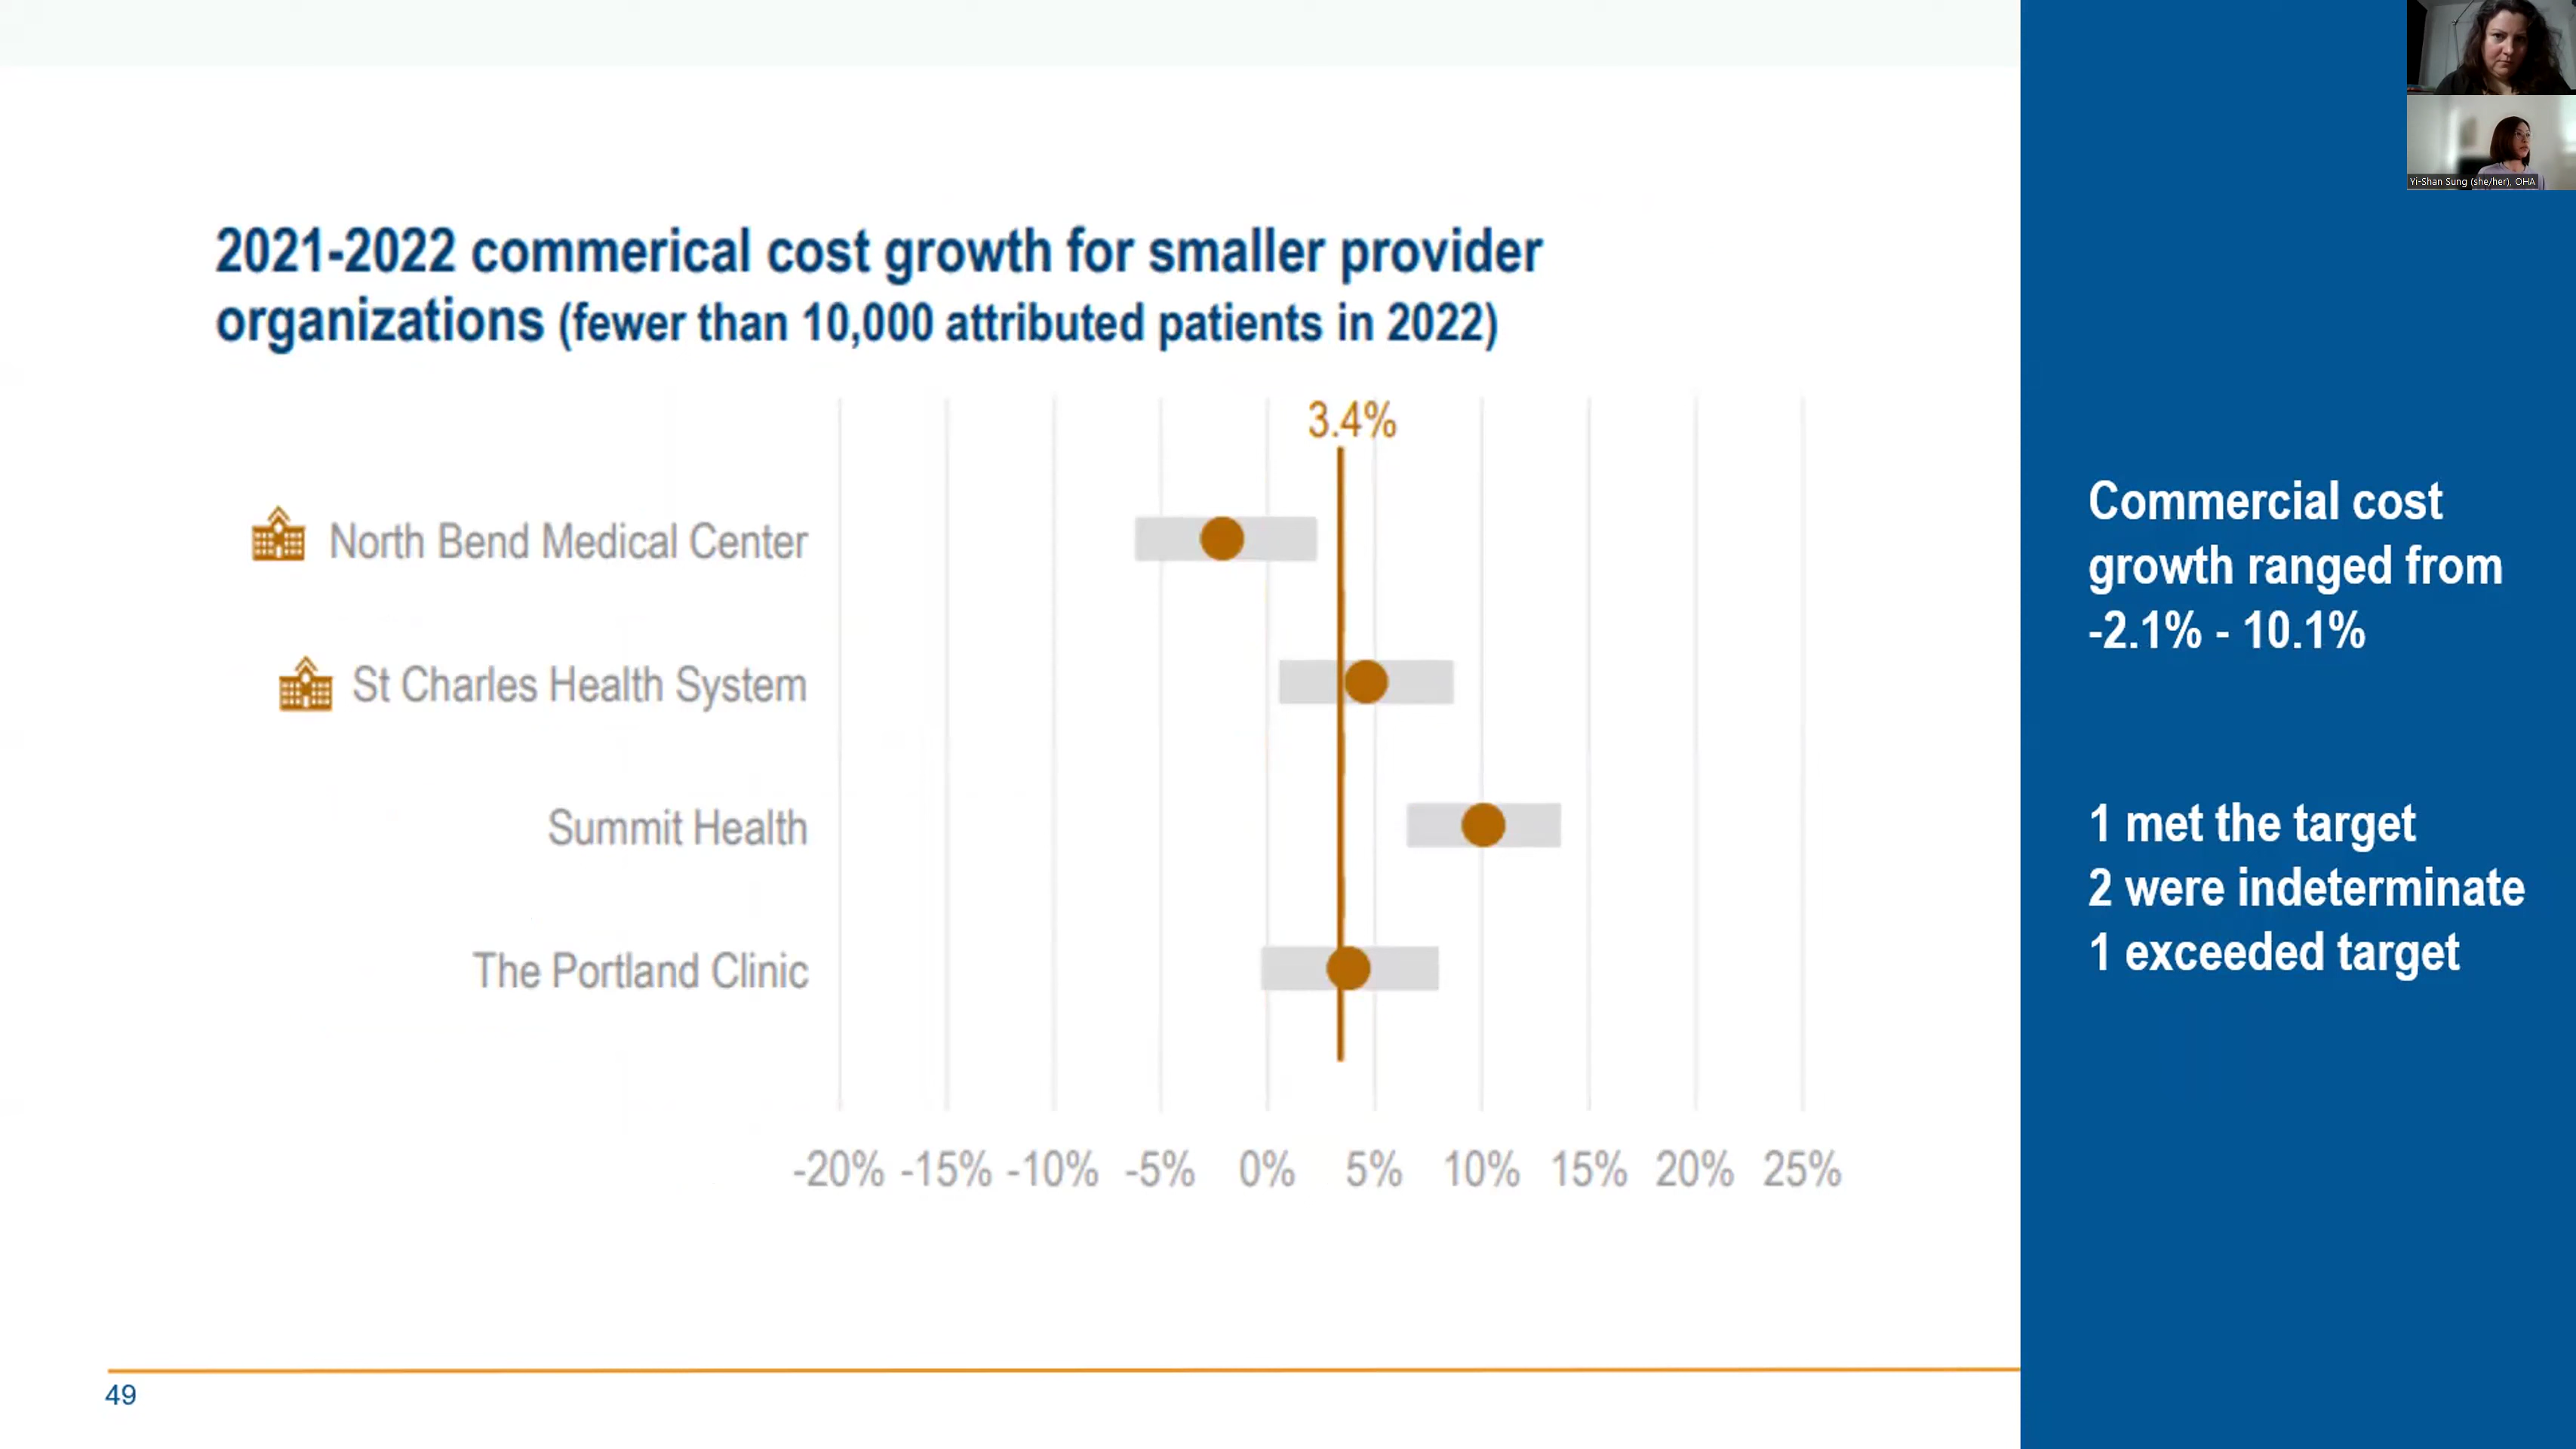 Yi-Shan Sung (she/her), OHA
2021-2022 commerical cost growth for smaller provider
organizations (fewer than 10,000 attributed patients in 2022)
3.4%
North Bend Medical Center
St Charles Health System
Summit Health
The Portland Clinic
-20% -15% -10% -5% 0% 5% 10% 15% 20% 25%
Commercial cost
growth ranged from
-2.1% - 10.1%
1 met the target
2 were indeterminate
1 exceeded target
49